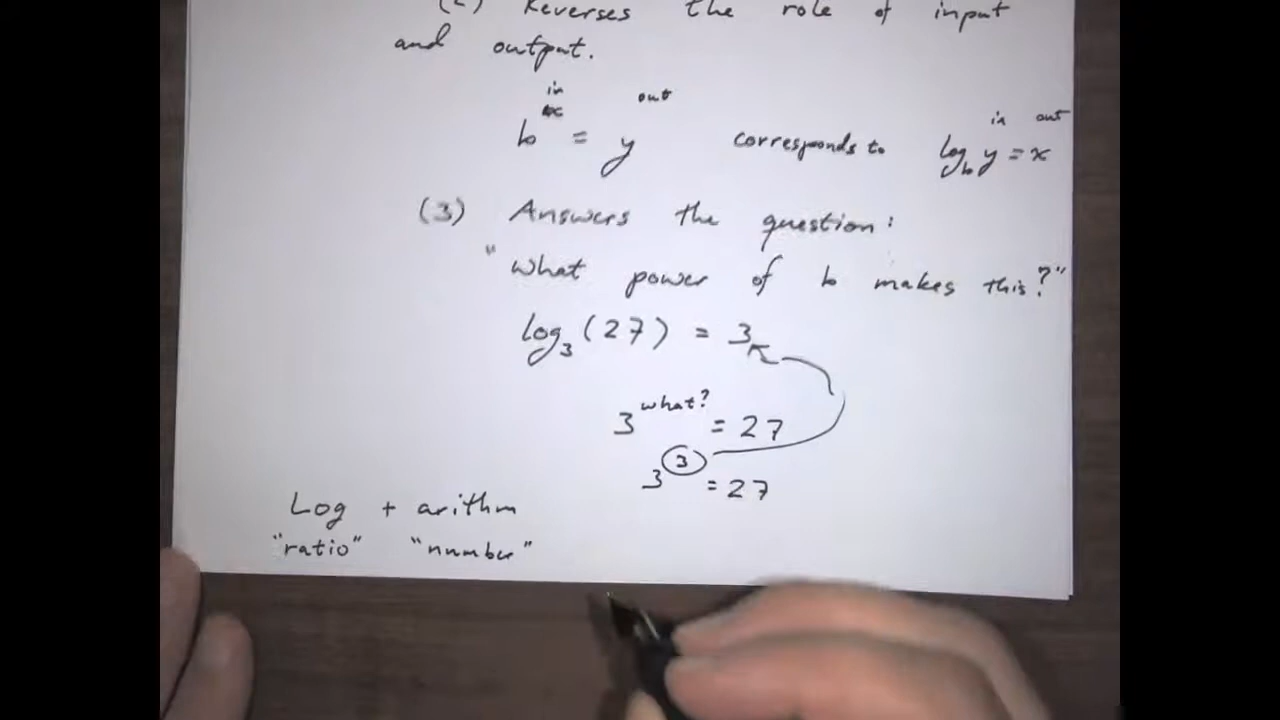 (2) Reverses the role of input
and output.
in out
b^x = y corresponds to log_b y = x
in out
(3) Answers the question:
"what power of b makes this?"
log_3 (27) = 3
3^what? = 27
3^3 = 27
Log + arithm
"ratio" "number"